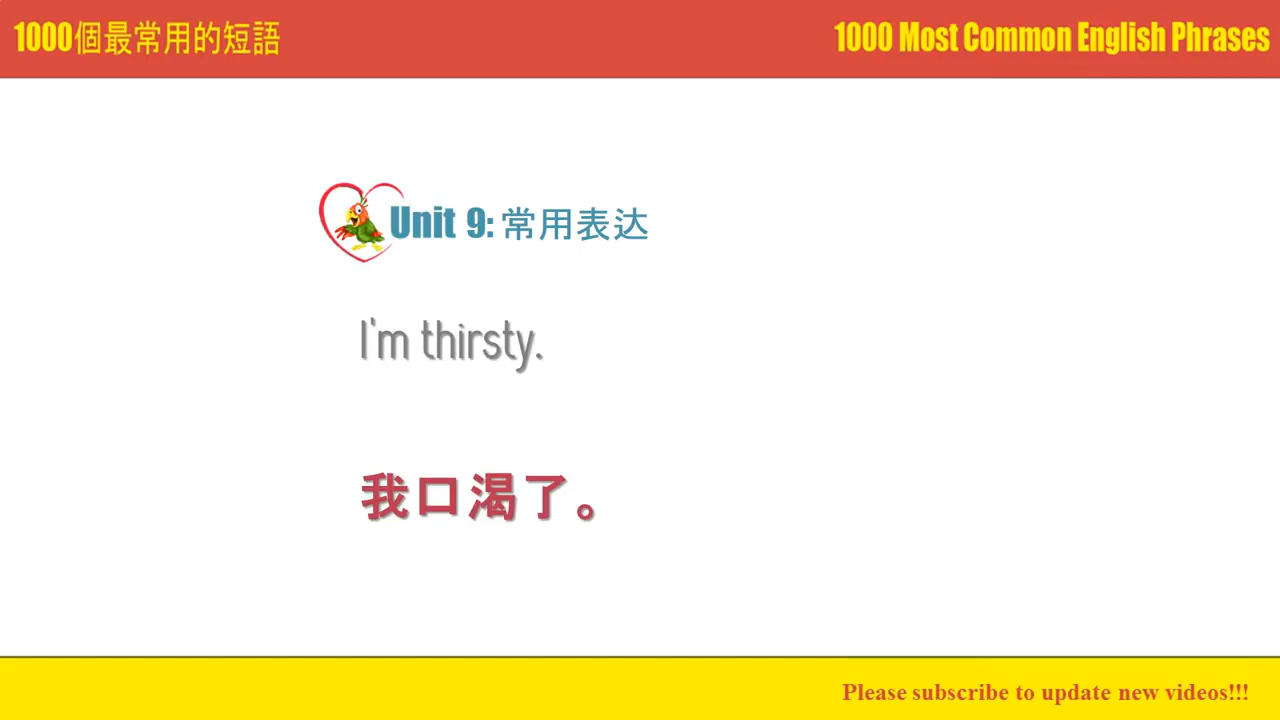 1000個最常用的短語
1000 Most Common English Phrases
Unit 9: 常用表达
I'm thirsty.
我口渴了。
Please subscribe to update new videos!!!